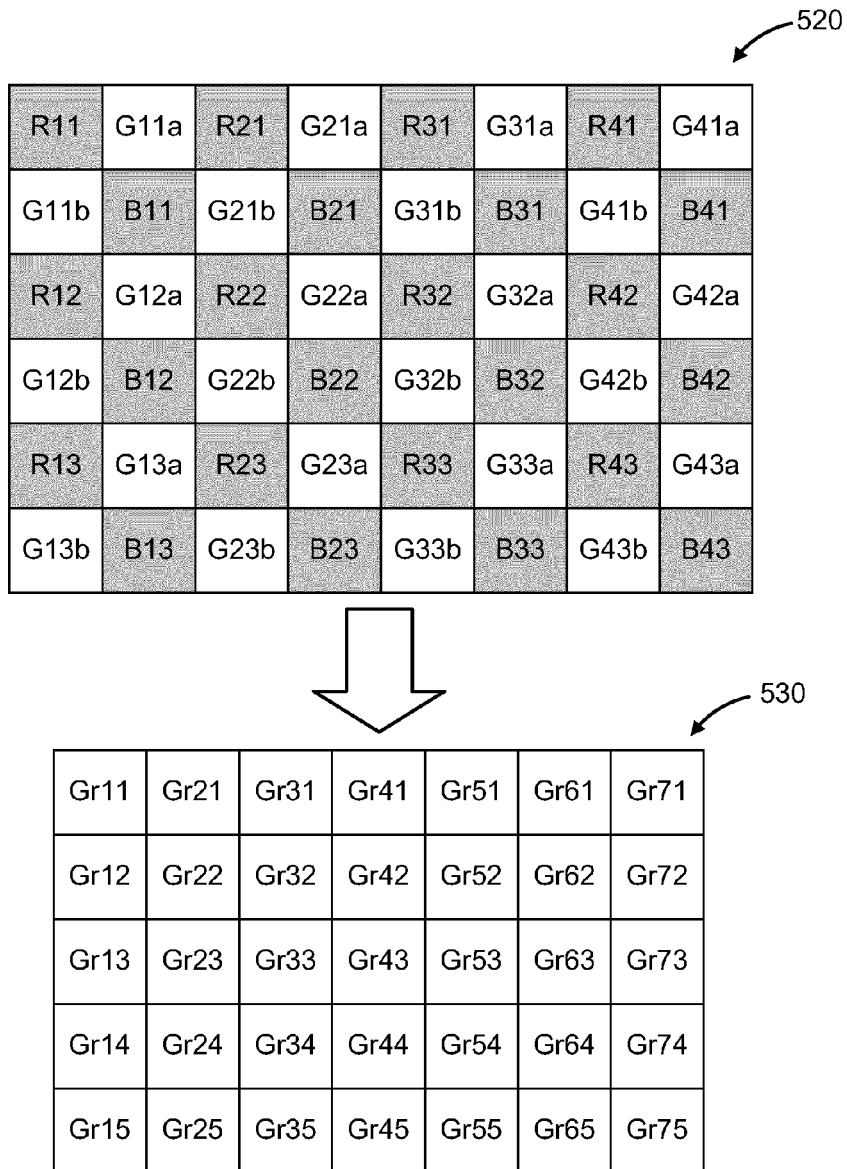 520
R11 G11a R21 G21a R31 G31a R41 G41a
G11b B11 G21b B21 G31b B31 G41b B41
R12 G12a R22 G22a R32 G32a R42 G42a
G12b B12 G22b B22 G32b B32 G42b B42
R13 G13a R23 G23a R33 G33a R43 G43a
G13b B13 G23b B23 G33b B33 G43b B43
530
Gr11 Gr21 Gr31 Gr41 Gr51 Gr61 Gr71
Gr12 Gr22 Gr32 Gr42 Gr52 Gr62 Gr72
Gr13 Gr23 Gr33 Gr43 Gr53 Gr63 Gr73
Gr14 Gr24 Gr34 Gr44 Gr54 Gr64 Gr74
Gr15 Gr25 Gr35 Gr45 Gr55 Gr65 Gr75